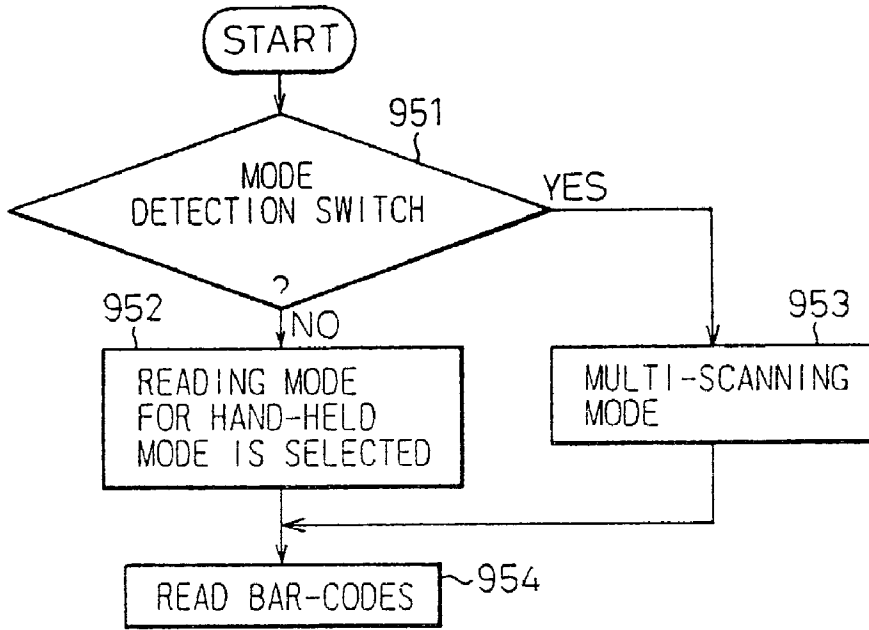 START
951
MODE
DETECTION SWITCH
?
YES
NO
952
READING MODE
FOR HAND-HELD
MODE IS SELECTED
953
MULTI-SCANNING
MODE
READ BAR-CODES
954